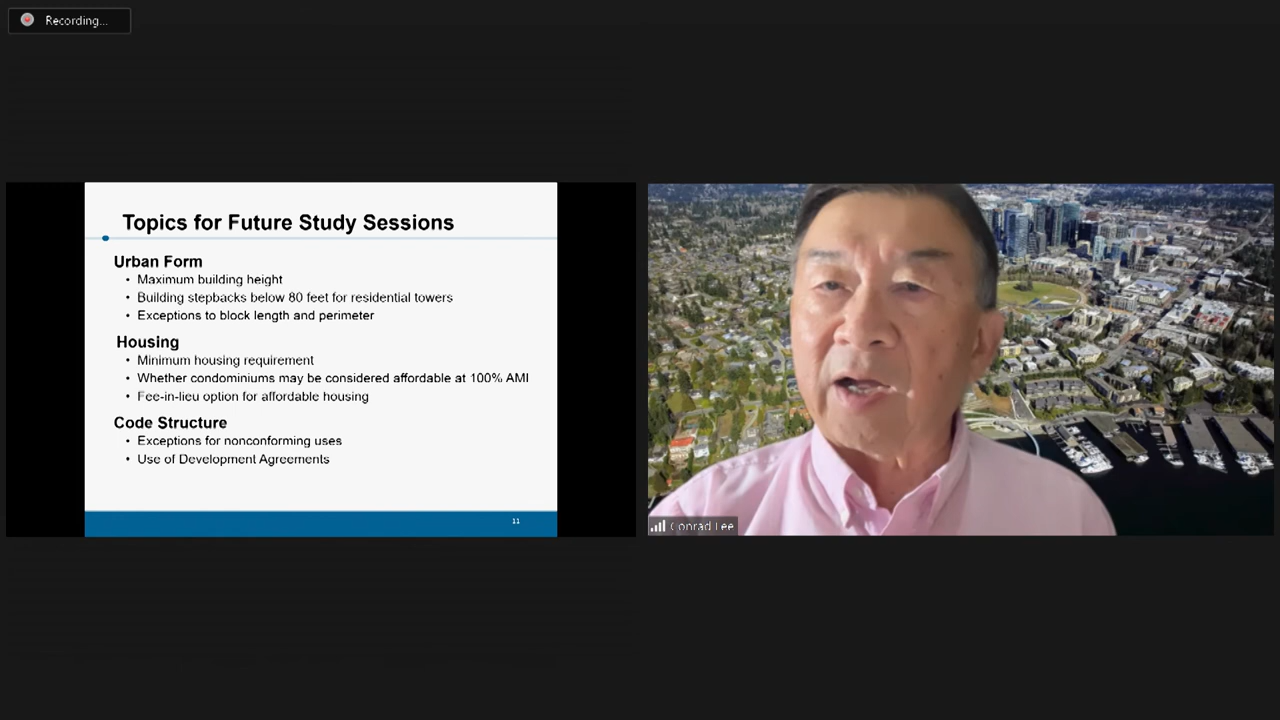 Recording...
Topics for Future Study Sessions
Urban Form
• Maximum building height
• Building stepbacks below 80 feet for residential towers
• Exceptions to block length and perimeter
Housing
• Minimum housing requirement
• Whether condominiums may be considered affordable at 100% AMI
• Fee-in-lieu option for affordable housing
Code Structure
• Exceptions for nonconforming uses
• Use of Development Agreements
11
Conrad Lee